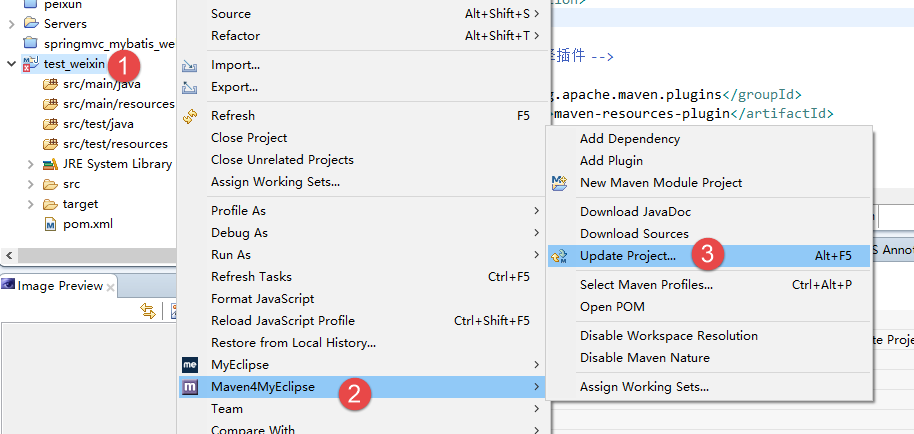 peixun
Servers
springmvc_mybatis_we
test_weixin
1
src/main/java
src/main/resources
src/test/java
src/test/resources
JRE System Library
src
target
pom.xml
Image Preview
Source Alt+Shift+S
Refactor Alt+Shift+T
Import...
Export...
Refresh F5
Close Project
Close Unrelated Projects
Assign Working Sets...
Profile As
Debug As
Run As
Refresh Tasks Ctrl+F5
Format JavaScript
Reload JavaScript Profile Ctrl+Shift+F5
Restore from Local History...
me MyEclipse
m Maven4MyEclipse
2
Team
Compare With
插件 -->
g.apache.maven.plugins</groupId>
maven-resources-plugin</artifactId>
Add Dependency
Add Plugin
New Maven Module Project
Download JavaDoc
Download Sources
Update Project... Alt+F5
3
Select Maven Profiles... Ctrl+Alt+P
Open POM
Disable Workspace Resolution
Disable Maven Nature
Assign Working Sets...
S Annot
te Proje